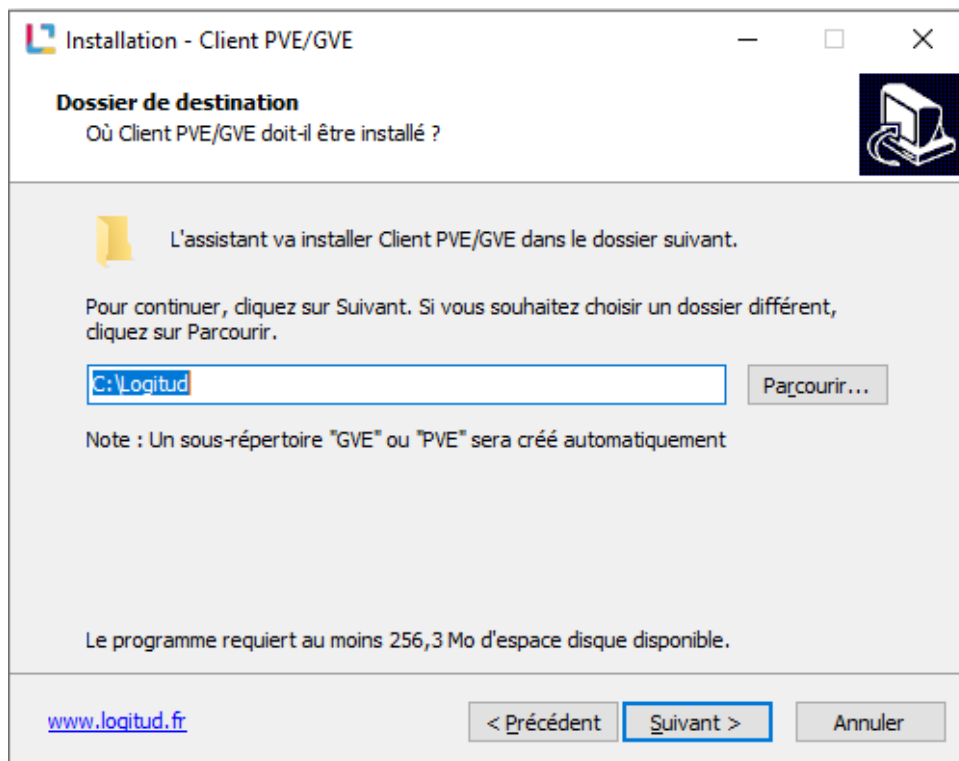 Installation - Client PVE/GVE
Dossier de destination
Où Client PVE/GVE doit-il être installé ?
L'assistant va installer Client PVE/GVE dans le dossier suivant.
Pour continuer, cliquez sur Suivant. Si vous souhaitez choisir un dossier différent,
cliquez sur Parcourir.
C:\Logitud
Parcourir...
Note : Un sous-répertoire "GVE" ou "PVE" sera créé automatiquement
Le programme requiert au moins 256,3 Mo d'espace disque disponible.
www.logitud.fr
< Précédent
Suivant >
Annuler